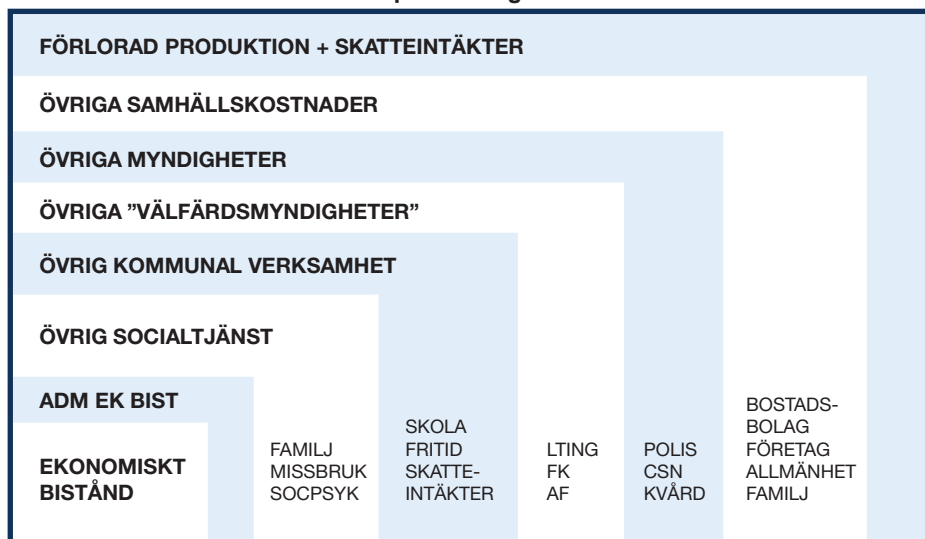 FÖRLORAD PRODUKTION + SKATTEINTÄKTER
ÖVRIGA SAMHÄLLSKOSTNADER
ÖVRIGA MYNDIGHETER
ÖVRIGA ”VÄLFÄRDSMYNDIGHETER”
ÖVRIG KOMMUNAL VERKSAMHET
ÖVRIG SOCIALTJÄNST
ADM EK BIST
EKONOMISKT
BISTÅND
FAMILJ
MISSBRUK
SOCPSYK
SKOLA
FRITID
SKATTE-
INTÄKTER
LTING
FK
AF
POLIS
CSN
KVÅRD
BOSTADS-
BOLAG
FÖRETAG
ALLMÄNHET
FAMILJ